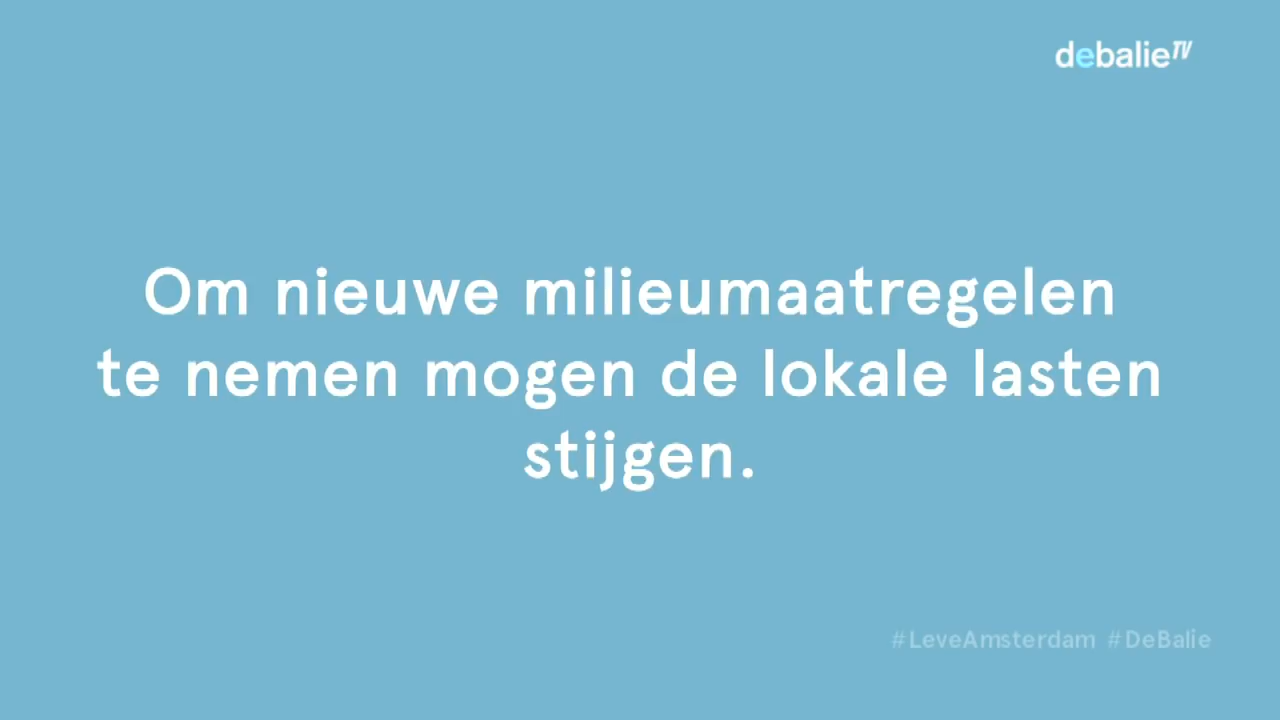 debalieTV
Om nieuwe milieumaatregelen
te nemen mogen de lokale lasten
stijgen.
#LeveAmsterdam #DeBalie